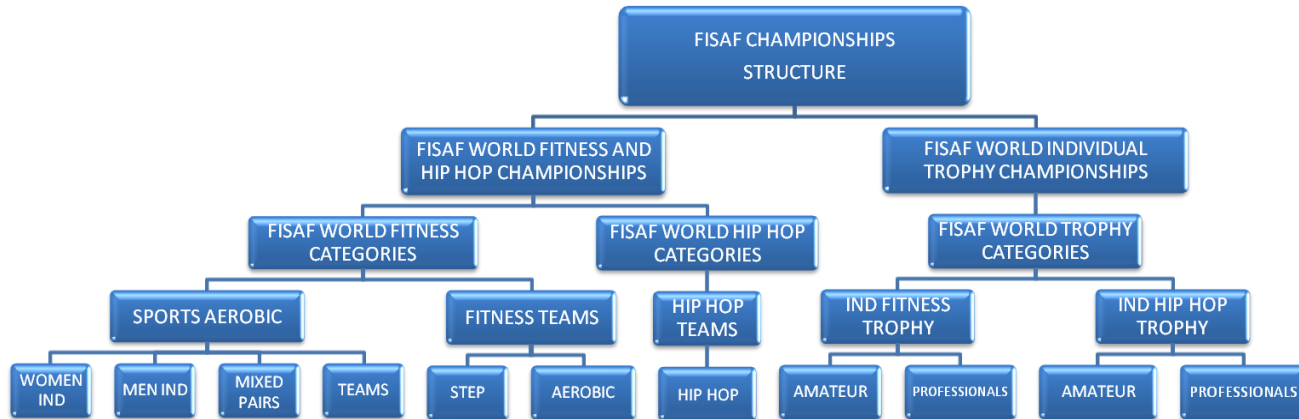 FISAF CHAMPIONSHIPS
STRUCTURE
FISAF WORLD FITNESS AND
HIP HOP CHAMPIONSHIPS
FISAF WORLD INDIVIDUAL
TROPHY CHAMPIONSHIPS
FISAF WORLD FITNESS
CATEGORIES
FISAF WORLD HIP HOP
CATEGORIES
FISAF WORLD TROPHY
CATEGORIES
SPORTS AEROBIC
FITNESS TEAMS
HIP HOP
TEAMS
IND FITNESS
TROPHY
IND HIP HOP
TROPHY
WOMEN
IND
MEN IND
MIXED
PAIRS
TEAMS
STEP
AEROBIC
HIP HOP
AMATEUR
PROFESSIONALS
AMATEUR
PROFESSIONALS